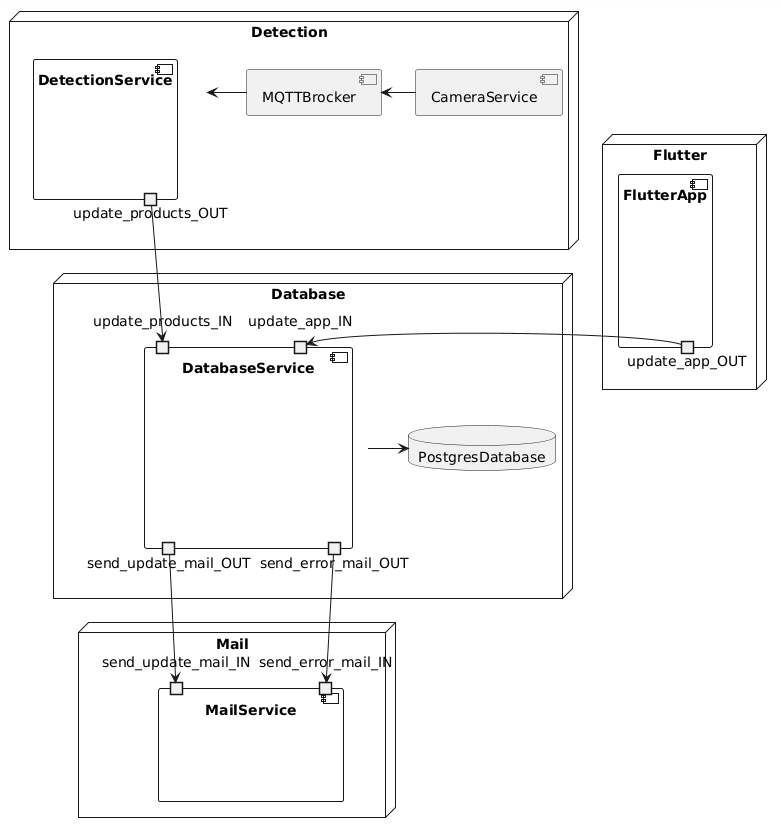 Detection
DetectionService
MQTTBrocker
CameraService
update_products_OUT
Flutter
FlutterApp
update_app_OUT
Database
update_products_IN
update_app_IN
DatabaseService
PostgresDatabase
send_update_mail_OUT
send_error_mail_OUT
Mail
send_update_mail_IN
send_error_mail_IN
MailService